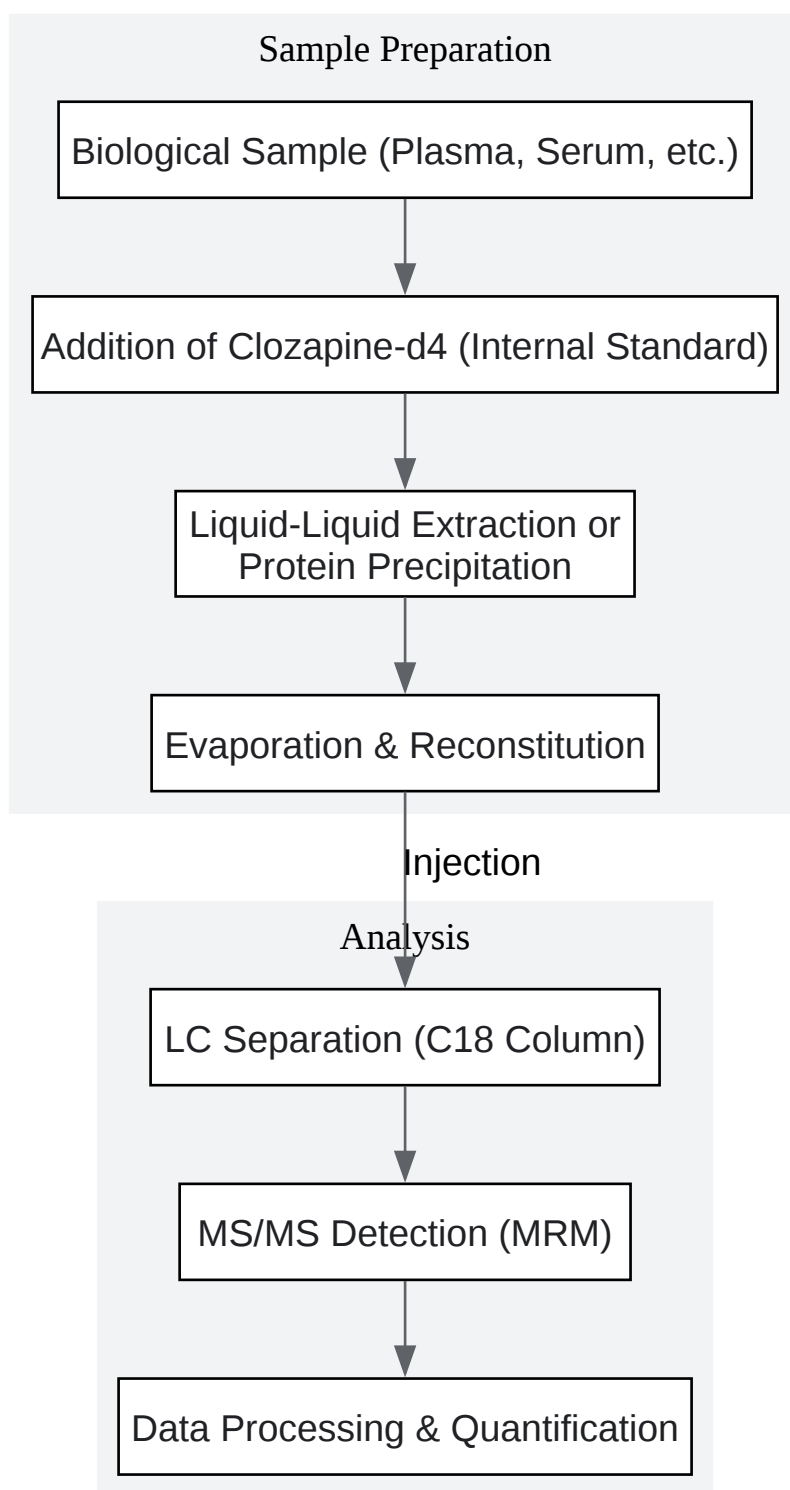 Sample Preparation
Biological Sample (Plasma, Serum, etc.)
Addition of Clozapine-d4 (Internal Standard)
Liquid-Liquid Extraction or
Protein Precipitation
Evaporation & Reconstitution
Injection
Analysis
LC Separation (C18 Column)
MS/MS Detection (MRM)
Data Processing & Quantification